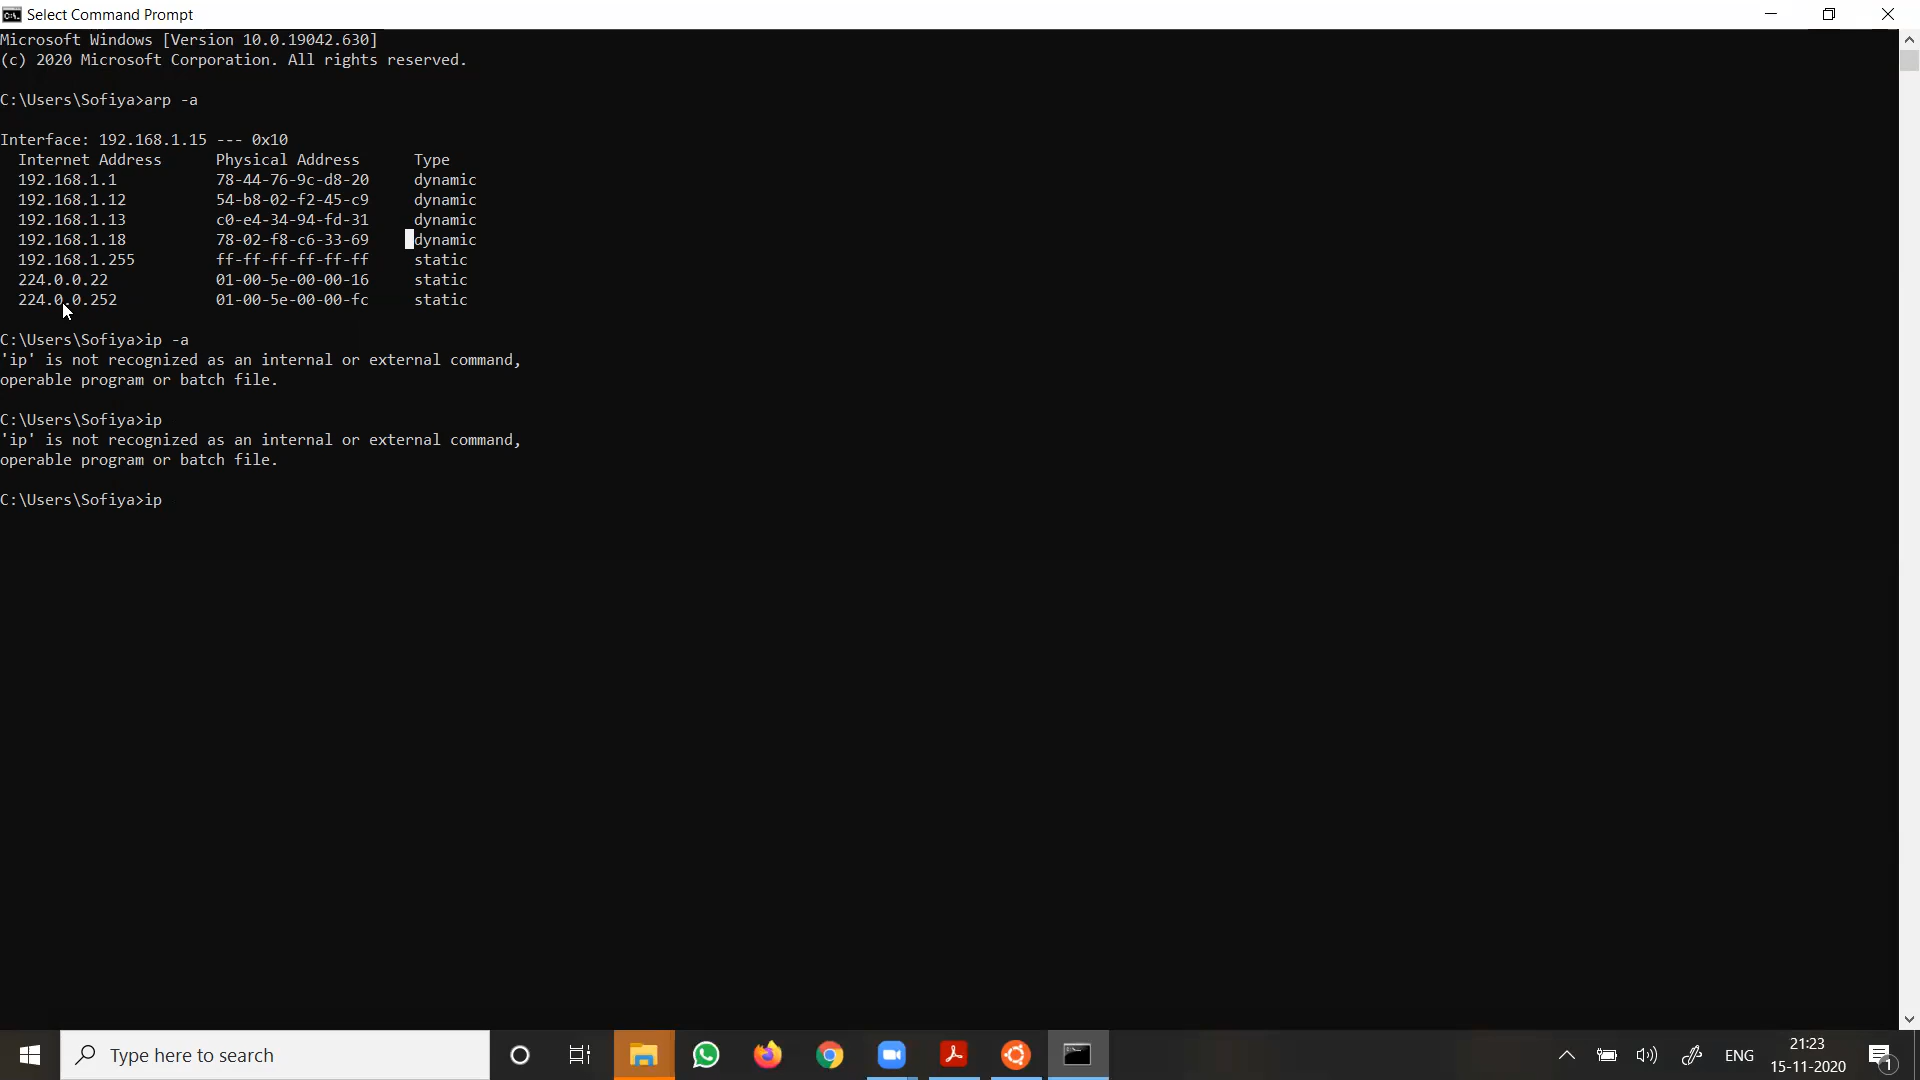 Select Command Prompt
Microsoft Windows [Version 10.0.19042.630]
(c) 2020 Microsoft Corporation. All rights reserved.
C:\Users\Sofiya>arp -a
Interface: 192.168.1.15 --- 0x10
Internet Address Physical Address Type
192.168.1.1 78-44-76-9c-d8-20 dynamic
192.168.1.12 54-b8-02-f2-45-c9 dynamic
192.168.1.13 c0-e4-34-94-fd-31 dynamic
192.168.1.18 78-02-f8-c6-33-69 dynamic
192.168.1.255 ff-ff-ff-ff-ff-ff static
224.0.0.22 01-00-5e-00-00-16 static
224.0.0.252 01-00-5e-00-00-fc static
C:\Users\Sofiya>ip -a
'ip' is not recognized as an internal or external command,
operable program or batch file.
C:\Users\Sofiya>ip
'ip' is not recognized as an internal or external command,
operable program or batch file.
C:\Users\Sofiya>ip
Type here to search
ENG
21:23
15-11-2020
1